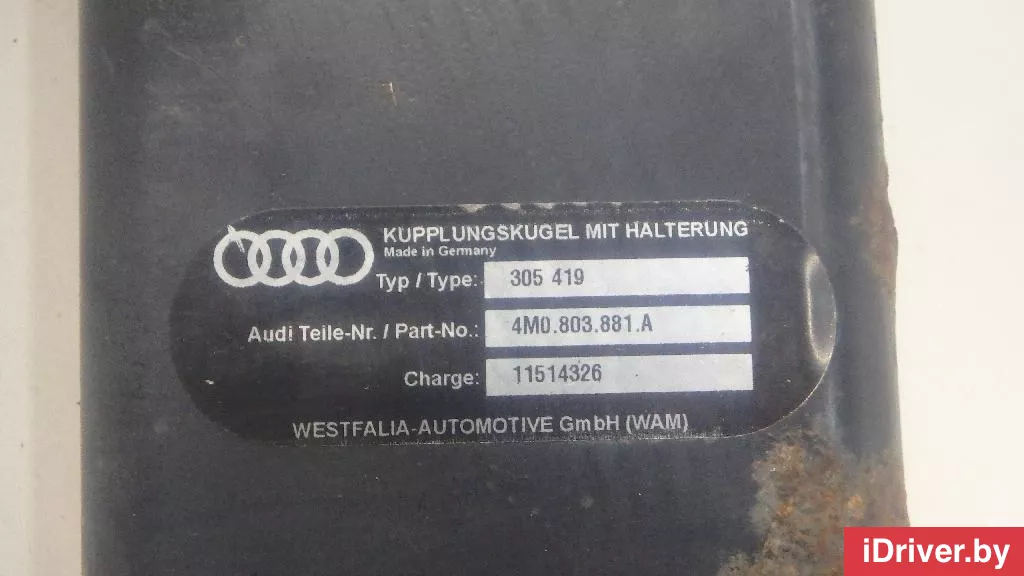 KUPPLUNGSKUGEL MIT HALTERUNG
Made in Germany
Typ / Type: 305 419
Audi Teile-Nr. / Part-No.: 4M0.803.881.A
Charge: 11514326
WESTFALIA-AUTOMOTIVE GmbH (WAM)
iDriver.by